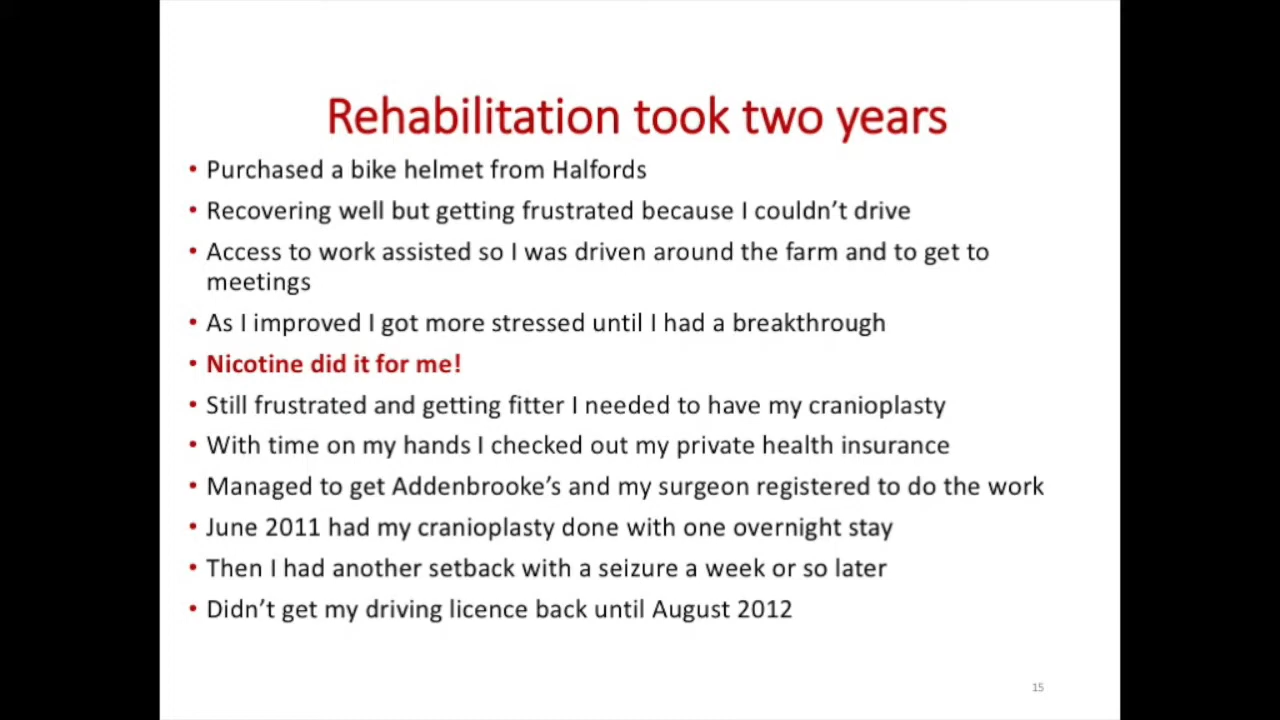 Rehabilitation took two years
• Purchased a bike helmet from Halfords
• Recovering well but getting frustrated because I couldn’t drive
• Access to work assisted so I was driven around the farm and to get to
meetings
• As I improved I got more stressed until I had a breakthrough
• Nicotine did it for me!
• Still frustrated and getting fitter I needed to have my cranioplasty
• With time on my hands I checked out my private health insurance
• Managed to get Addenbrooke’s and my surgeon registered to do the work
• June 2011 had my cranioplasty done with one overnight stay
• Then I had another setback with a seizure a week or so later
• Didn’t get my driving licence back until August 2012
15